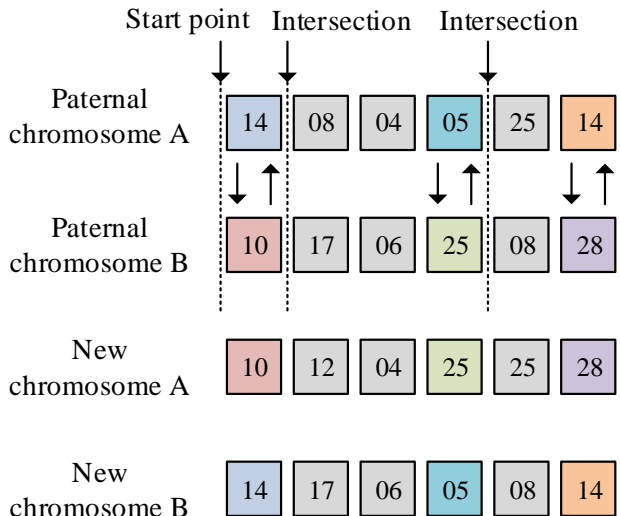 Start point Intersection Intersection
Paternal
chromosome A
14 08 04 05 25 14
Paternal
chromosome B
10 17 06 25 08 28
New
chromosome A
10 12 04 25 25 28
New
chromosome B
14 17 06 05 08 14